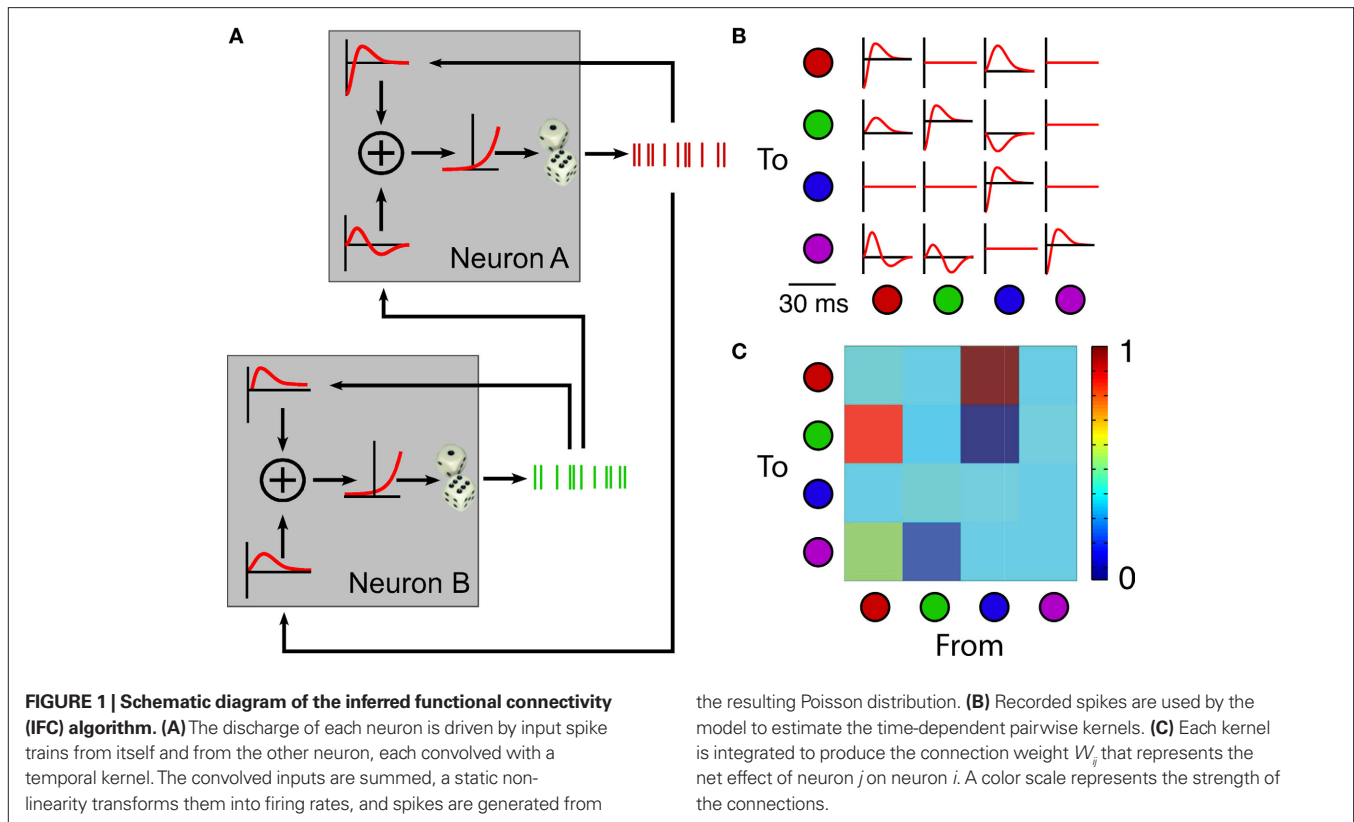 A
Neuron A
Neuron B
B
To
30 ms
C
1
To
0
From
FIGURE 1 | Schematic diagram of the inferred functional connectivity
(IFC) algorithm. (A) The discharge of each neuron is driven by input spike
trains from itself and from the other neuron, each convolved with a
temporal kernel. The convolved inputs are summed, a static non-
linearity transforms them into firing rates, and spikes are generated from
the resulting Poisson distribution. (B) Recorded spikes are used by the
model to estimate the time-dependent pairwise kernels. (C) Each kernel
is integrated to produce the connection weight Wij that represents the
net effect of neuron j on neuron i. A color scale represents the strength of
the connections.